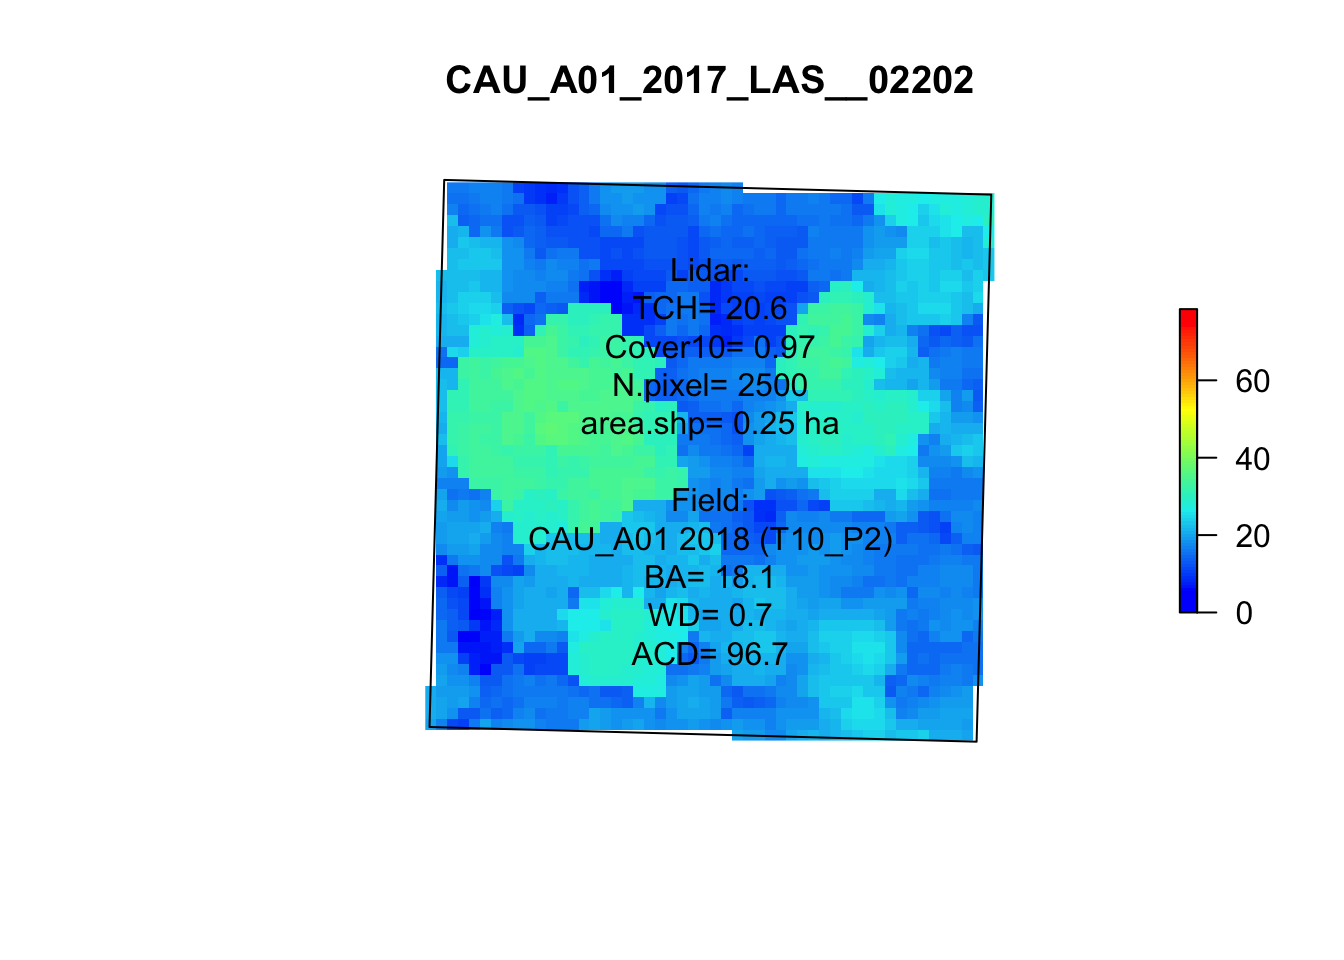 CAU_A01_2017_LAS__02202
Lidar:
TCH= 20.6
Cover10= 0.97
N.pixel= 2500
area.shp= 0.25 ha
Field:
CAU_A01 2018 (T10_P2)
BA= 18.1
WD= 0.7
ACD= 96.7
60
40
20
0